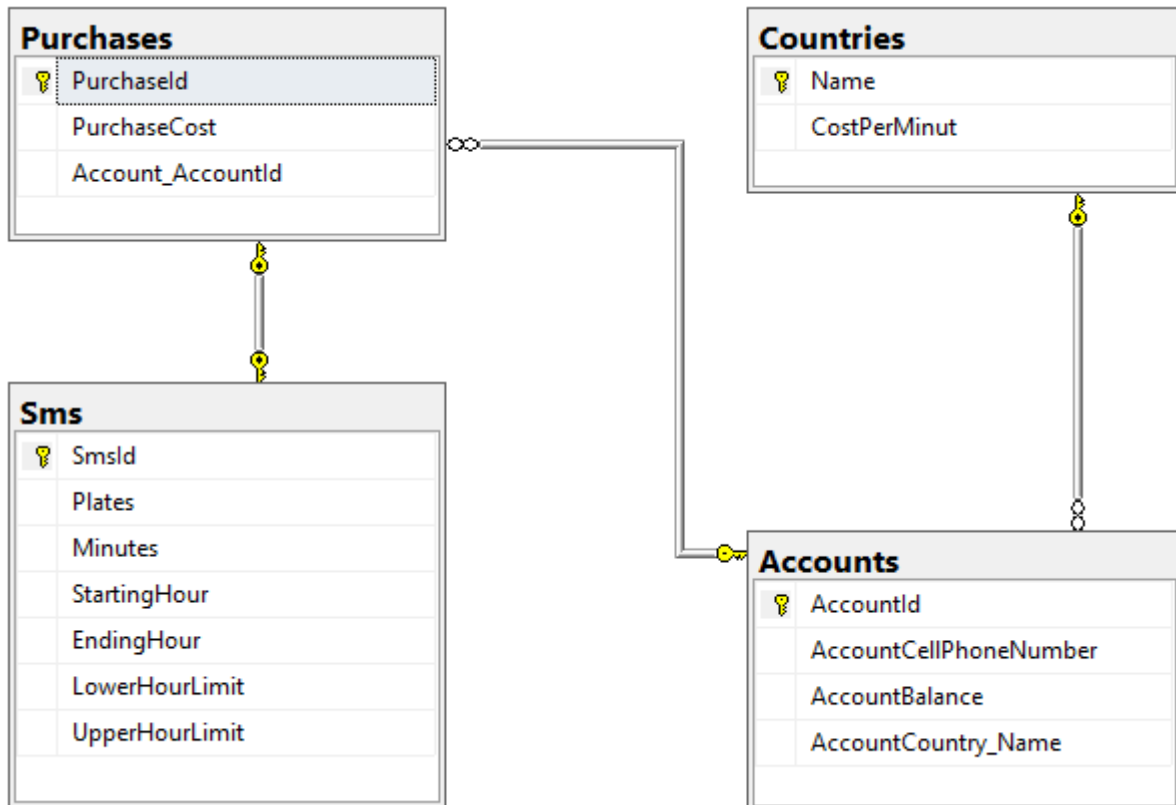 Purchases
PurchaseId
PurchaseCost
Account_AccountId
Countries
Name
CostPerMinut
Sms
SmsId
Plates
Minutes
StartingHour
EndingHour
LowerHourLimit
UpperHourLimit
Accounts
AccountId
AccountCellPhoneNumber
AccountBalance
AccountCountry_Name